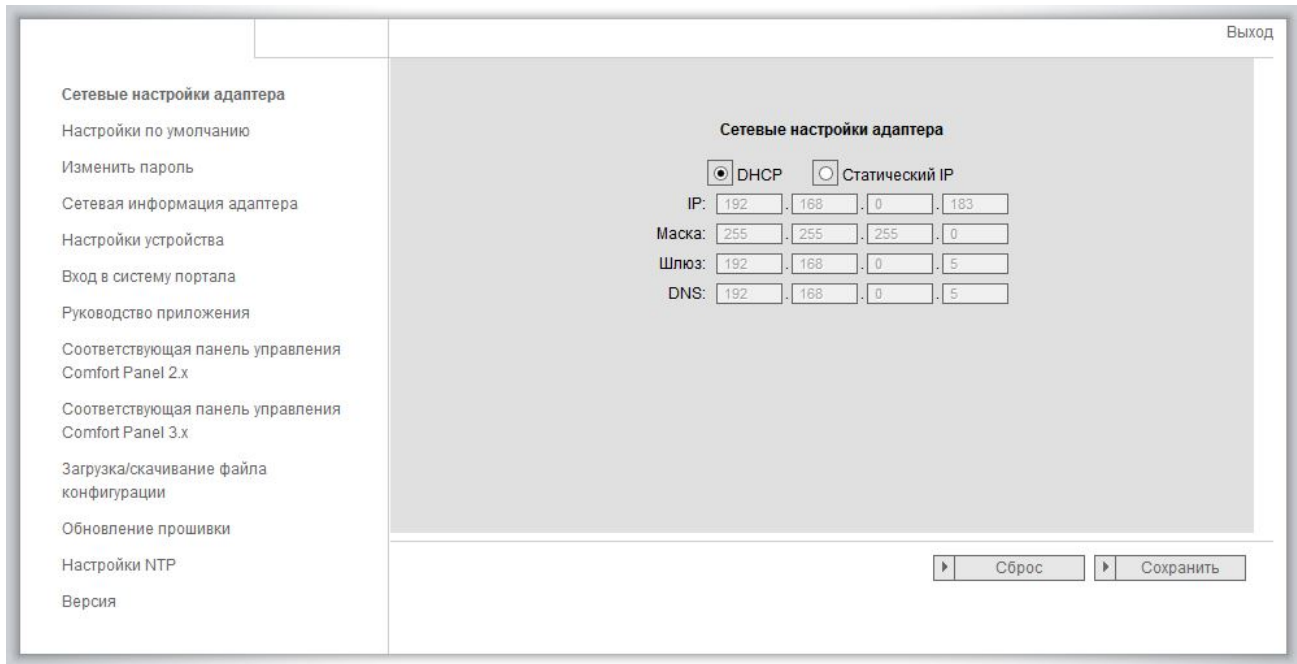 Выход
Сетевые настройки адаптера
Настройки по умолчанию
Изменить пароль
Сетевая информация адаптера
Настройки устройства
Вход в систему портала
Руководство приложения
Соответствующая панель управления
Comfort Panel 2.x
Соответствующая панель управления
Comfort Panel 3.x
Загрузка/скачивание файла
конфигурации
Обновление прошивки
Настройки NTP
Версия
Сетевые настройки адаптера
DHCP Статический IP
IP: 192 . 168 . 0 . 183
Маска: 255 . 255 . 255 . 0
Шлюз: 192 . 168 . 0 . 5
DNS: 192 . 168 . 0 . 5
Сброс Сохранить